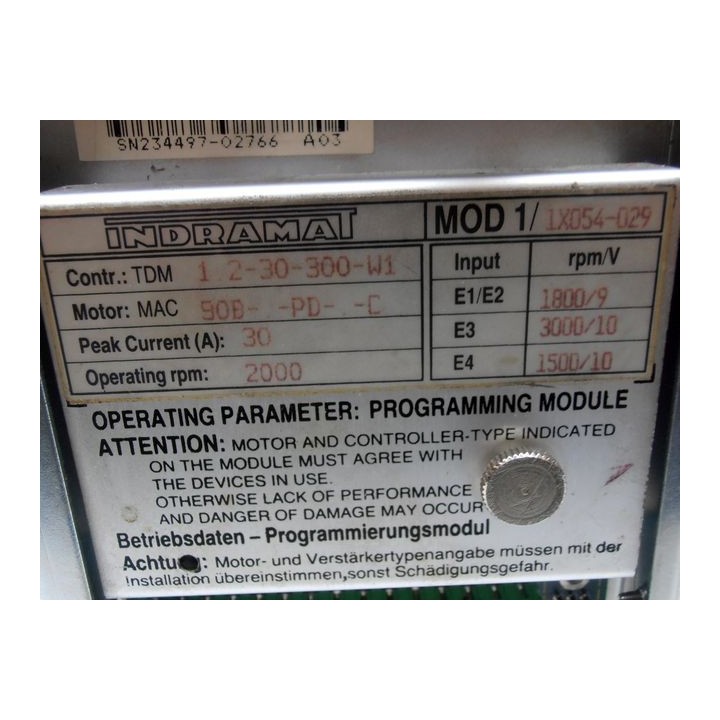 SN234497-02766 A03
INDRAMAT
MOD 1/ 1X054-029
Contr.: TDM 1.2-30-300-W1
Motor: MAC 90B- -PD- -C
Peak Current (A): 30
Operating rpm: 2000
Input rpm/V
E1/E2 1800/9
E3 3000/10
E4 1500/10
OPERATING PARAMETER: PROGRAMMING MODULE
ATTENTION: MOTOR AND CONTROLLER-TYPE INDICATED
ON THE MODULE MUST AGREE WITH
THE DEVICES IN USE.
OTHERWISE LACK OF PERFORMANCE
AND DANGER OF DAMAGE MAY OCCUR
Betriebsdaten – Programmierungsmodul
Achtung: Motor- und Verstärkertypenangabe müssen mit der
Installation übereinstimmen,sonst Schädigungsgefahr.